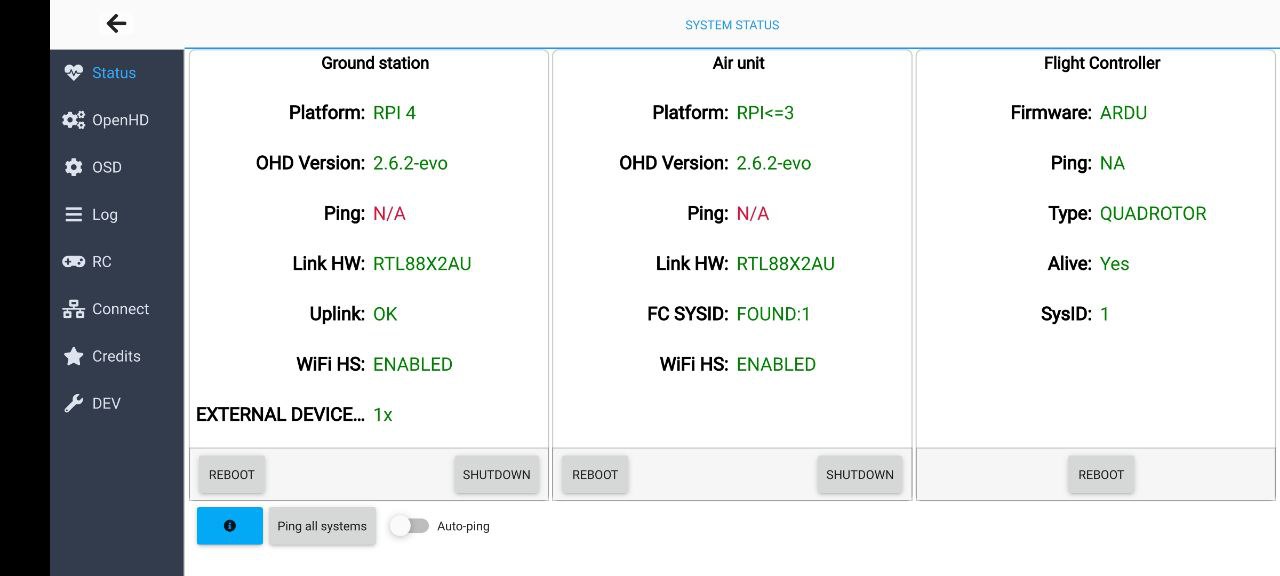 SYSTEM STATUS
Status
OpenHD
OSD
Log
RC
Connect
Credits
DEV
Ground station
Platform: RPI 4
OHD Version: 2.6.2-evo
Ping: N/A
Link HW: RTL88X2AU
Uplink: OK
WiFi HS: ENABLED
EXTERNAL DEVICE... 1x
REBOOT SHUTDOWN
Air unit
Platform: RPI<=3
OHD Version: 2.6.2-evo
Ping: N/A
Link HW: RTL88X2AU
FC SYSID: FOUND:1
WiFi HS: ENABLED
REBOOT SHUTDOWN
Flight Controller
Firmware: ARDU
Ping: NA
Type: QUADROTOR
Alive: Yes
SysID: 1
REBOOT
Ping all systems Auto-ping